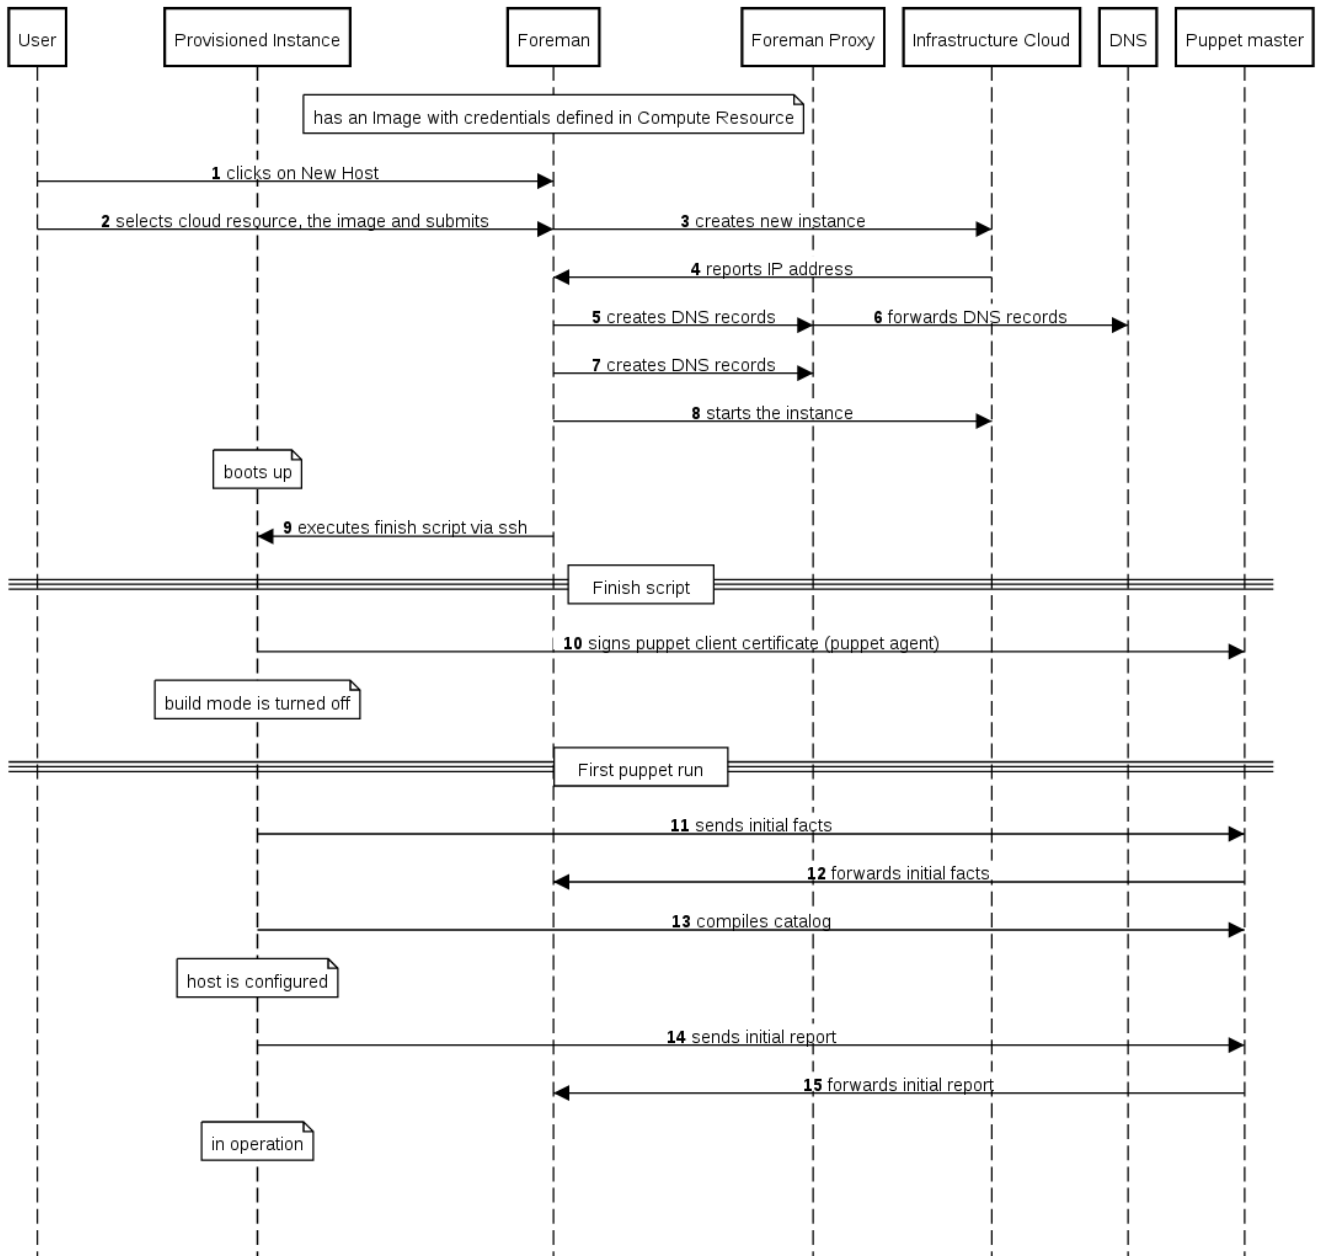 User
Provisioned Instance
Foreman
Foreman Proxy
Infrastructure Cloud
DNS
Puppet master
has an Image with credentials defined in Compute Resource
1 clicks on New Host
2 selects cloud resource, the image and submits
3 creates new instance
4 reports IP address
5 creates DNS records
6 forwards DNS records
7 creates DNS records
8 starts the instance
boots up
9 executes finish script via ssh
Finish script
10 signs puppet client certificate (puppet agent)
build mode is turned off
First puppet run
11 sends initial facts
12 forwards initial facts
13 compiles catalog
host is configured
14 sends initial report
15 forwards initial report
in operation